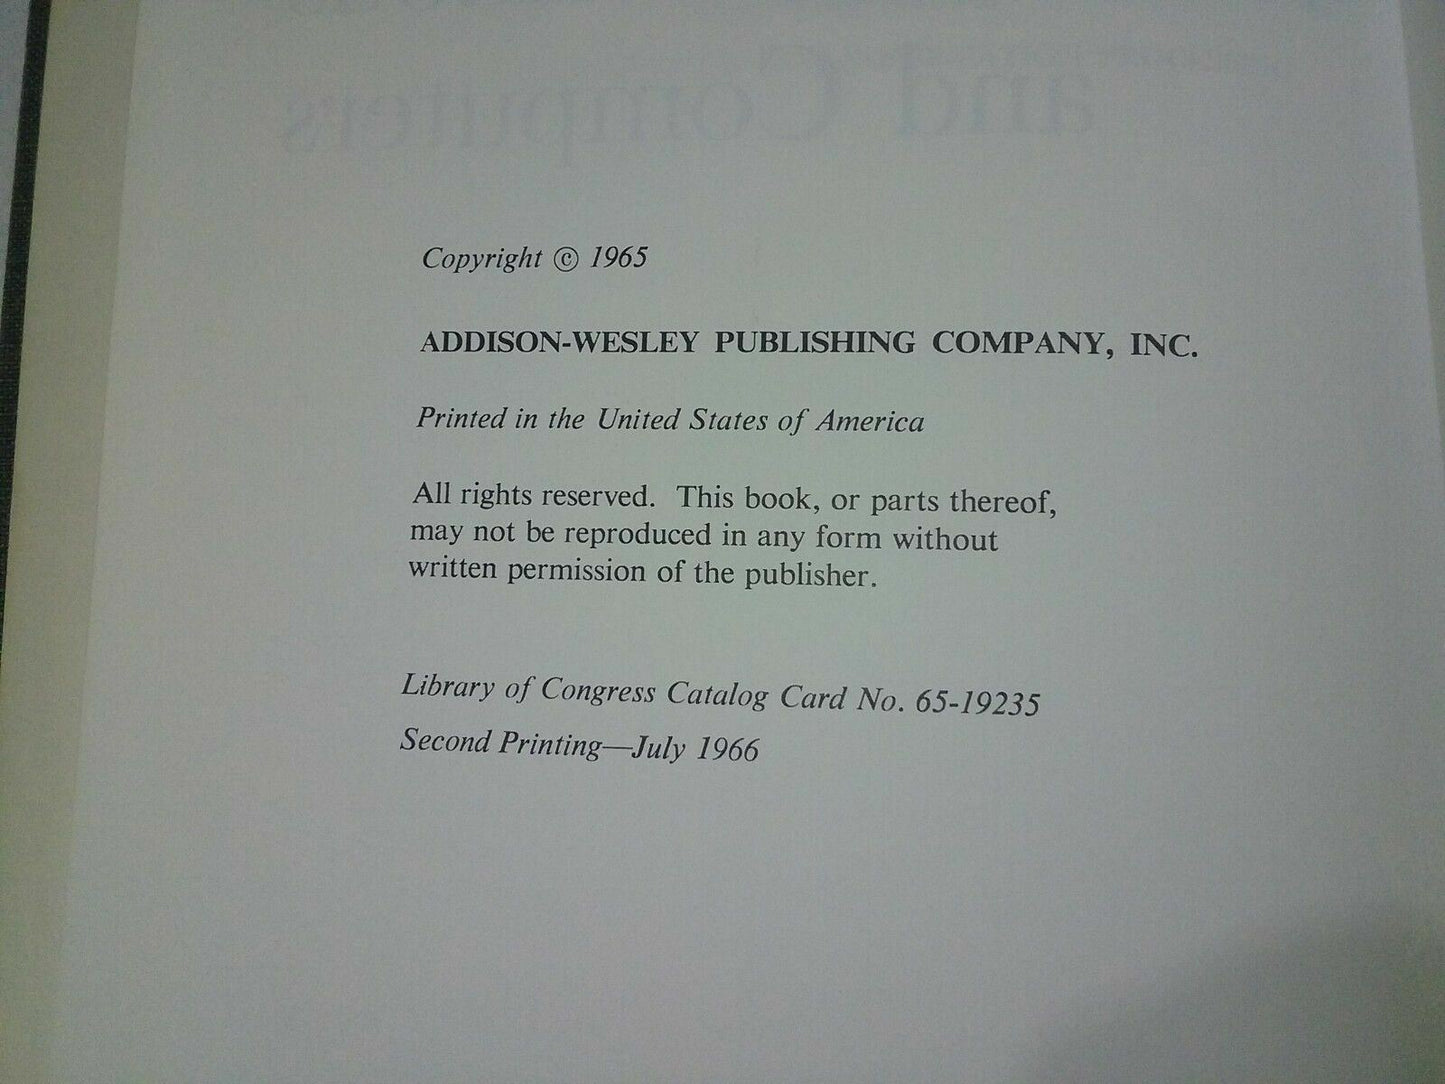 and Computers
Copyright © 1965
ADDISON-WESLEY PUBLISHING COMPANY, INC.
Printed in the United States of America
All rights reserved. This book, or parts thereof,
may not be reproduced in any form without
written permission of the publisher.
Library of Congress Catalog Card No. 65-19235
Second Printing—July 1966